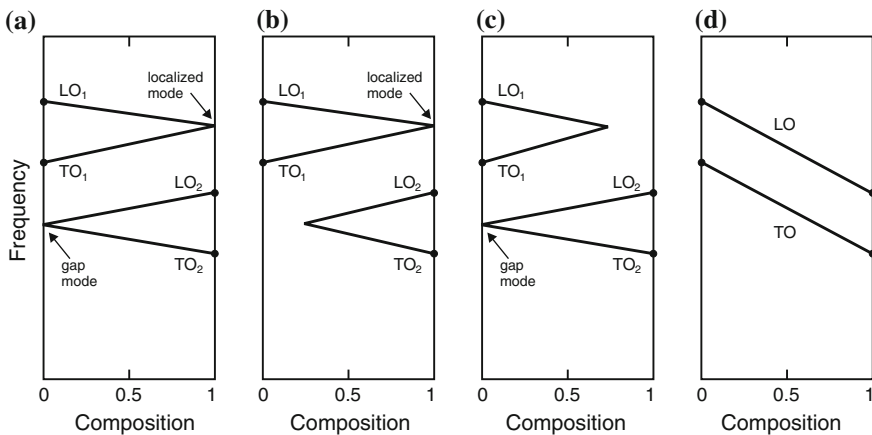 (a)
(b)
(c)
(d)
Frequency
LO1
TO1
localized
mode
LO2
TO2
gap
mode
0
0.5
1
Composition
LO1
TO1
localized
mode
LO2
TO2
0
0.5
1
Composition
LO1
TO1
LO2
TO2
gap
mode
0
0.5
1
Composition
LO
TO
0
0.5
1
Composition